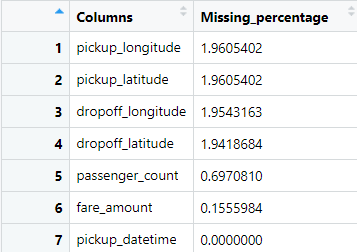 Columns Missing_percentage
1 pickup_longitude 1.9605402
2 pickup_latitude 1.9605402
3 dropoff_longitude 1.9543163
4 dropoff_latitude 1.9418684
5 passenger_count 0.6970810
6 fare_amount 0.1555984
7 pickup_datetime 0.0000000